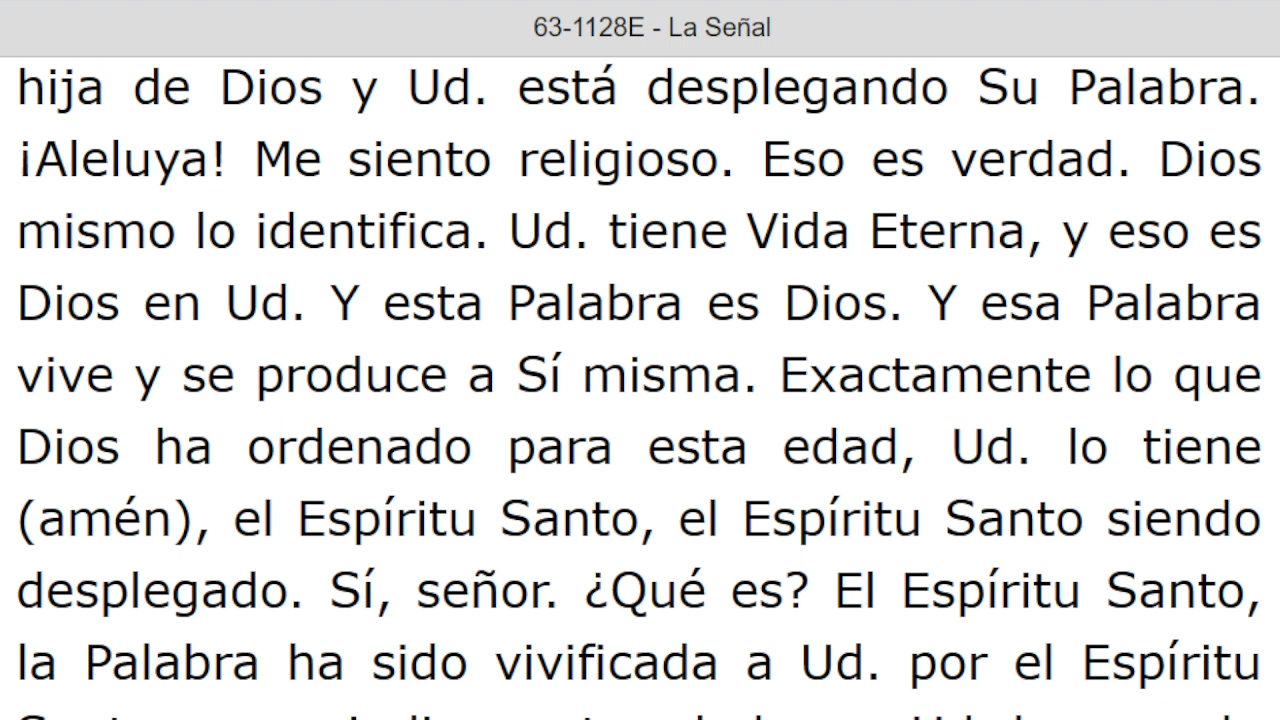 63-1128E - La Señal
hija de Dios y Ud. está desplegando Su Palabra.
¡Aleluya! Me siento religioso. Eso es verdad. Dios
mismo lo identifica. Ud. tiene Vida Eterna, y eso es
Dios en Ud. Y esta Palabra es Dios. Y esa Palabra
vive y se produce a Sí misma. Exactamente lo que
Dios ha ordenado para esta edad, Ud. lo tiene
(amén), el Espíritu Santo, el Espíritu Santo siendo
desplegado. Sí, señor. ¿Qué es? El Espíritu Santo,
la Palabra ha sido vivificada a Ud. por el Espíritu